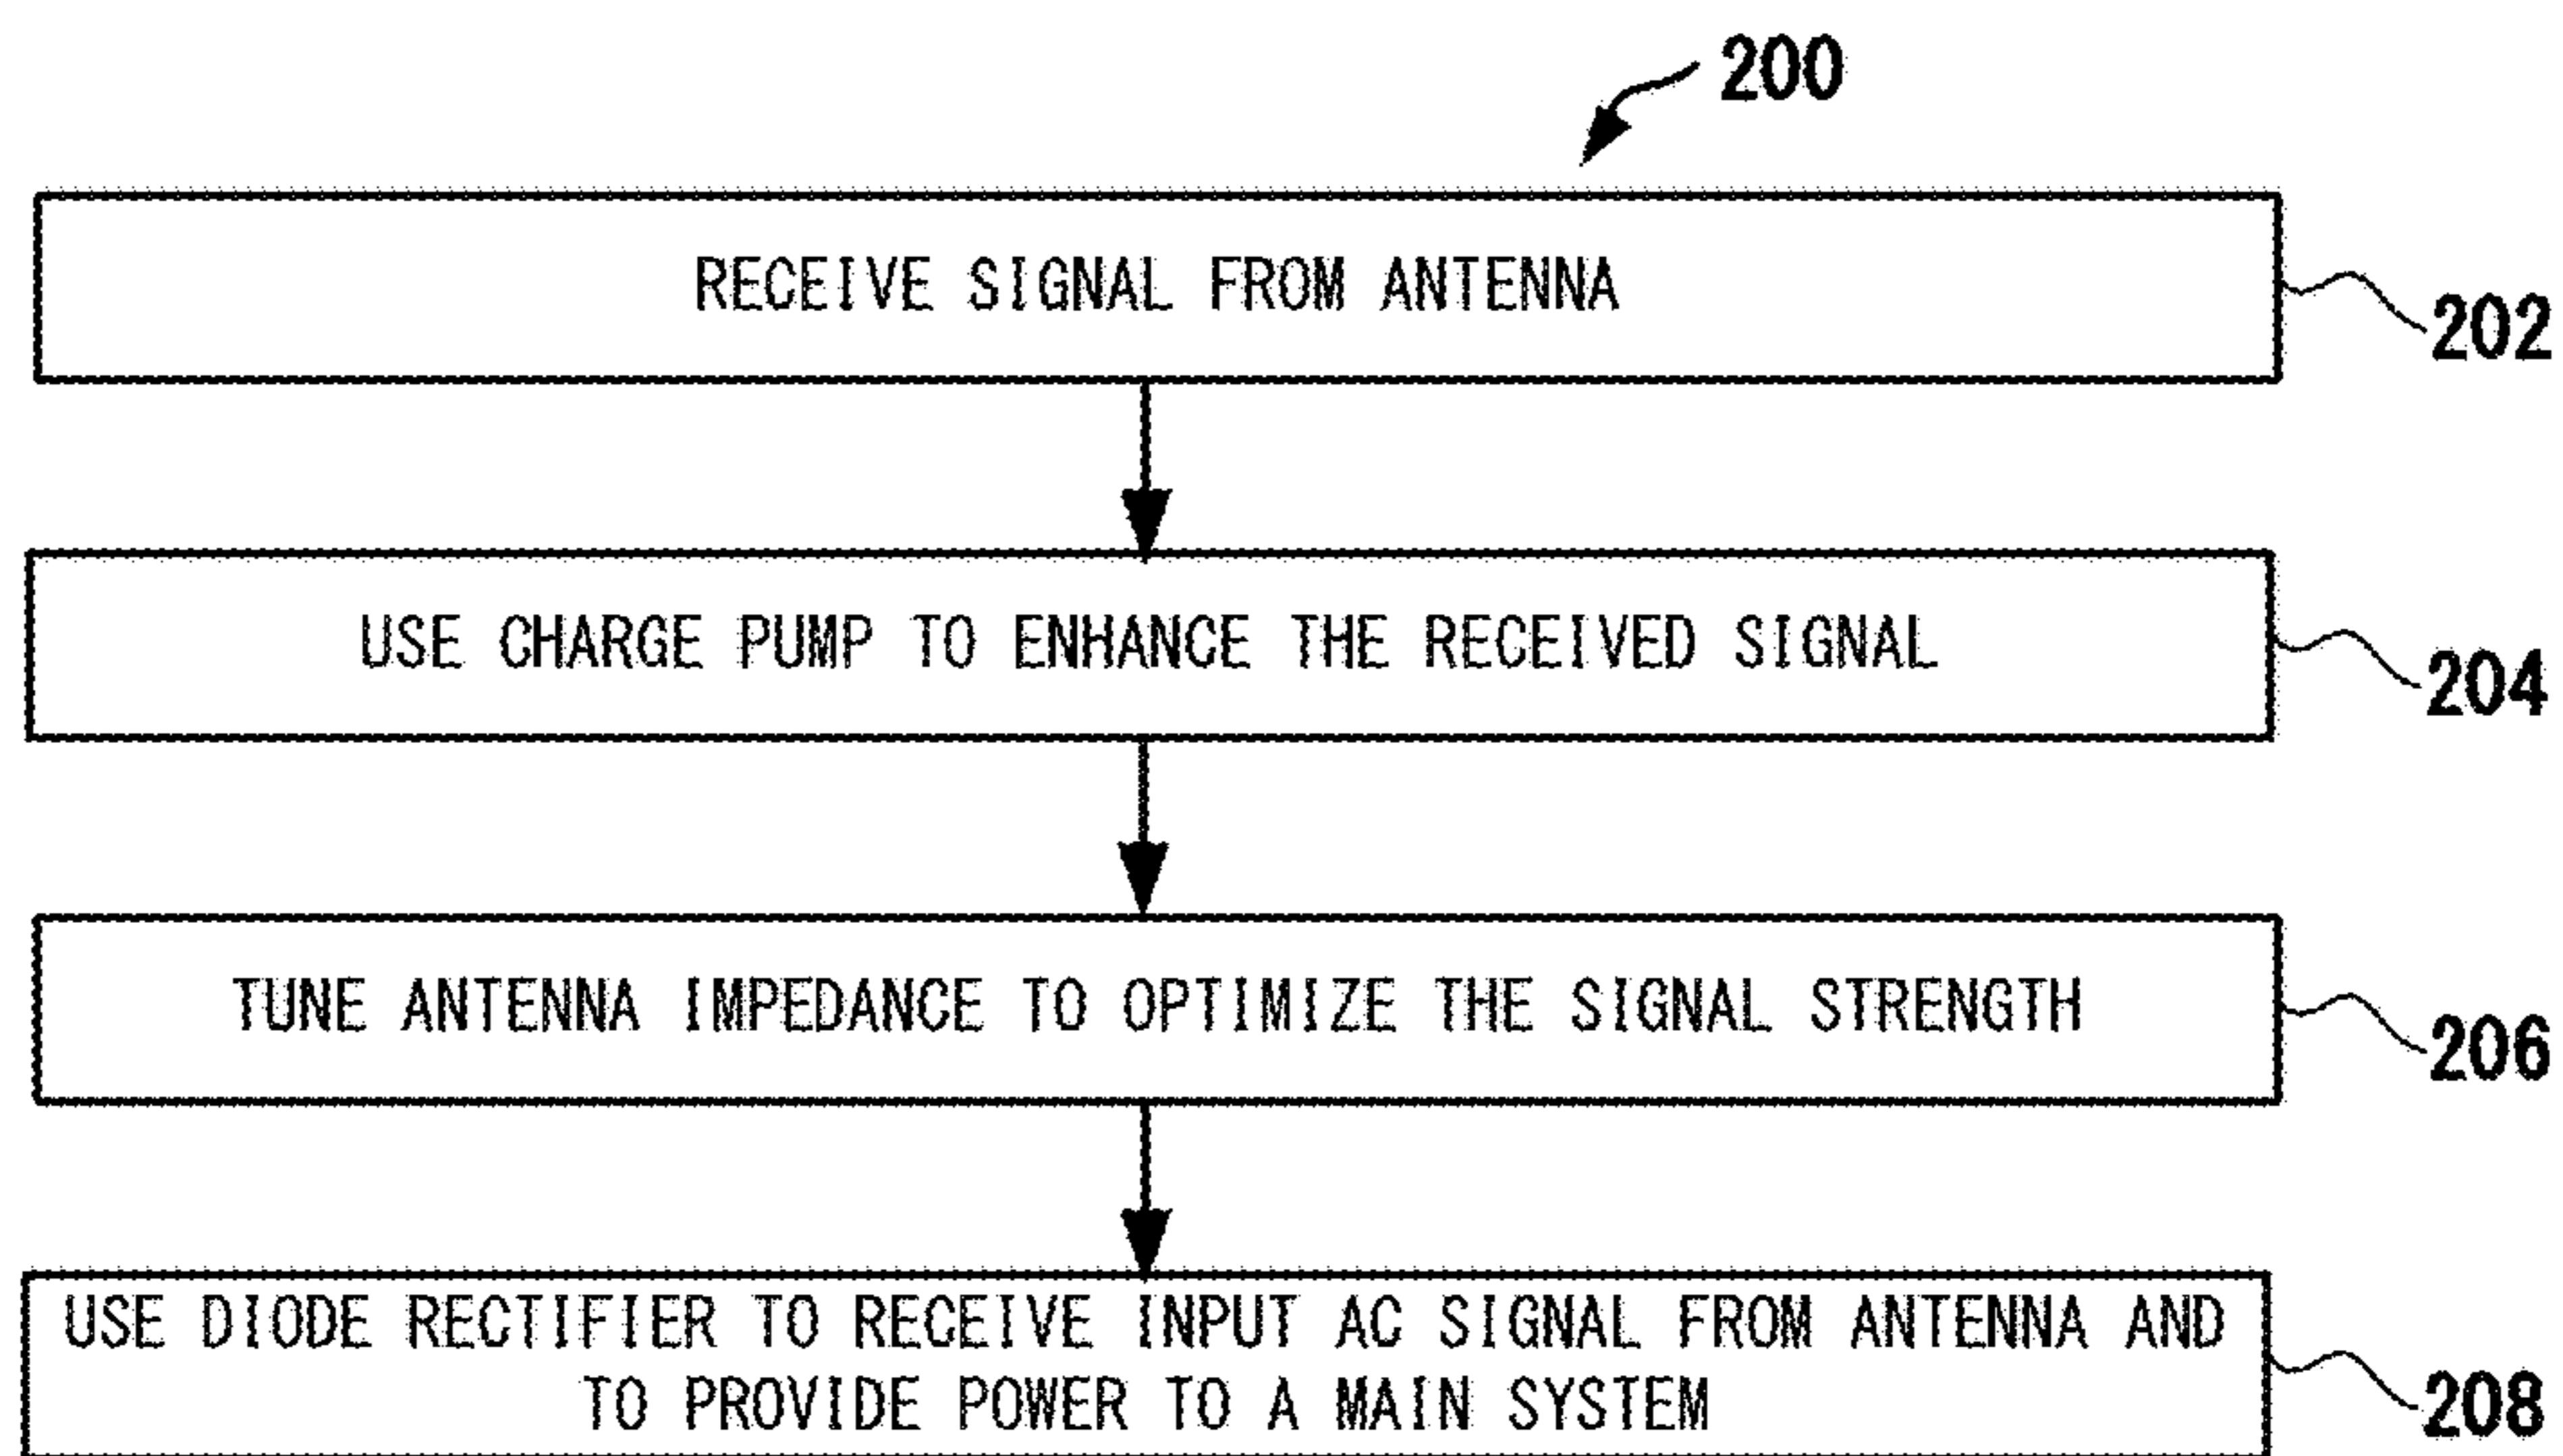 200
RECEIVE SIGNAL FROM ANTENNA
202
USE CHARGE PUMP TO ENHANCE THE RECEIVED SIGNAL
204
TUNE ANTENNA IMPEDANCE TO OPTIMIZE THE SIGNAL STRENGTH
206
USE DIODE RECTIFIER TO RECEIVE INPUT AC SIGNAL FROM ANTENNA AND
TO PROVIDE POWER TO A MAIN SYSTEM
208